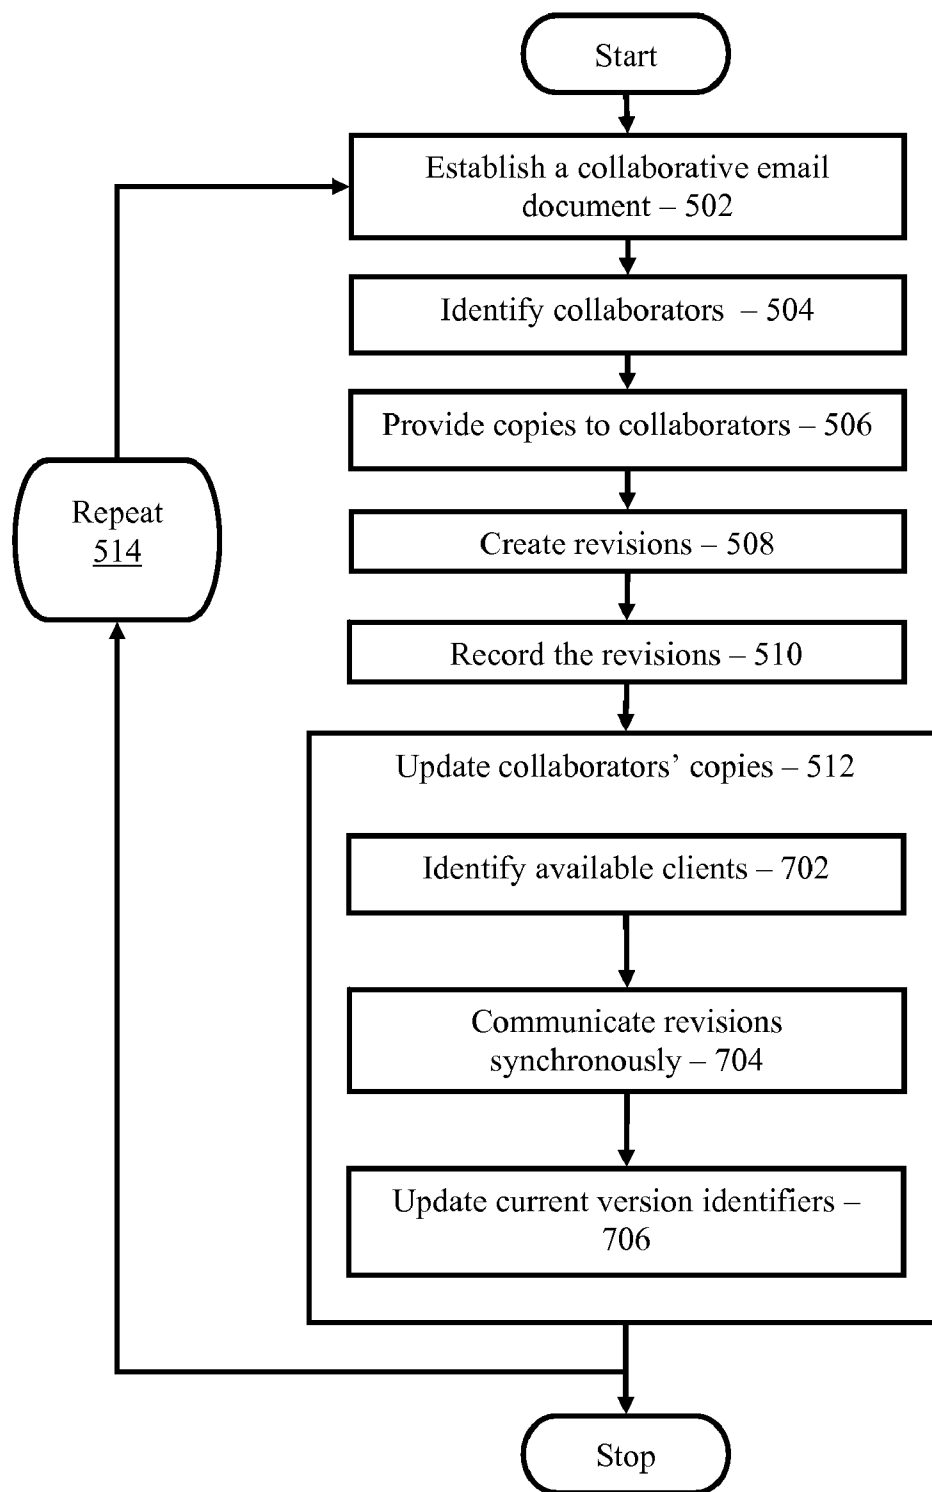 Start
Establish a collaborative email
document – 502
Identify collaborators – 504
Provide copies to collaborators – 506
Repeat
514
Create revisions – 508
Record the revisions – 510
Update collaborators’ copies – 512
Identify available clients – 702
Communicate revisions
synchronously – 704
Update current version identifiers –
706
Stop